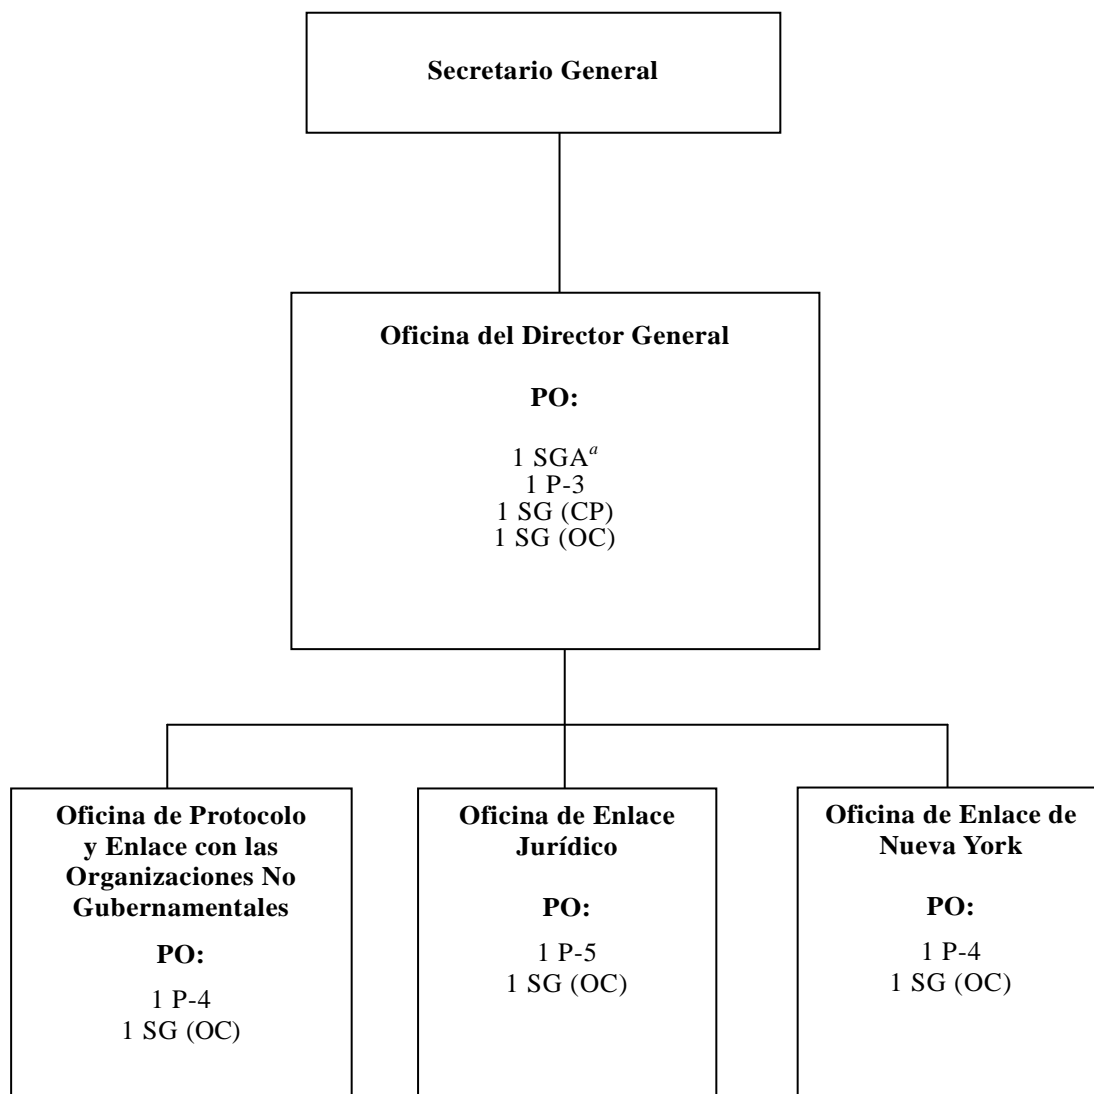 Secretario General
Oficina del Director General
PO:
1 SGAᵃ
1 P-3
1 SG (CP)
1 SG (OC)
Oficina de Protocolo
y Enlace con las
Organizaciones No
Gubernamentales
PO:
1 P-4
1 SG (OC)
Oficina de Enlace
Jurídico
PO:
1 P-5
1 SG (OC)
Oficina de Enlace de
Nueva York
PO:
1 P-4
1 SG (OC)